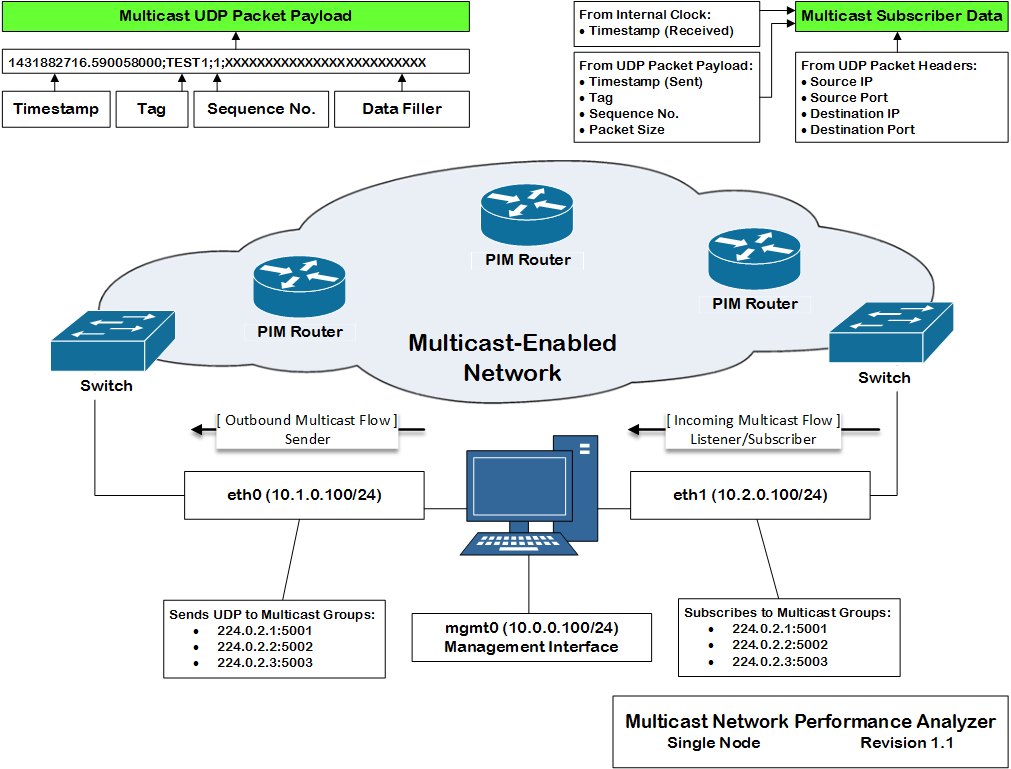 Multicast UDP Packet Payload
1431882716.590058000;TEST1;1;XXXXXXXXXXXXXXXXXXXXXXXXX
Timestamp
Tag
Sequence No.
Data Filler
From Internal Clock:
• Timestamp (Received)
From UDP Packet Payload:
• Timestamp (Sent)
• Tag
• Sequence No.
• Packet Size
Multicast Subscriber Data
From UDP Packet Headers:
• Source IP
• Source Port
• Destination IP
• Destination Port
PIM Router
PIM Router
PIM Router
Multicast-Enabled
Network
Switch
Switch
[ Outbound Multicast Flow ]
Sender
[ Incoming Multicast Flow ]
Listener/Subscriber
eth0 (10.1.0.100/24)
eth1 (10.2.0.100/24)
Sends UDP to Multicast Groups:
• 224.0.2.1:5001
• 224.0.2.2:5002
• 224.0.2.3:5003
mgmt0 (10.0.0.100/24)
Management Interface
Subscribes to Multicast Groups:
• 224.0.2.1:5001
• 224.0.2.2:5002
• 224.0.2.3:5003
Multicast Network Performance Analyzer
Single Node Revision 1.1